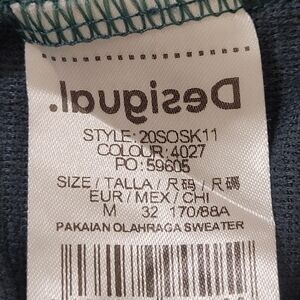 Desigual.
STYLE: 20SOSK11
COLOUR: 4027
PO: 59605
SIZE / TALLA / 尺码 / 尺碼
EUR / MEX / CHI
M 32 170/88A
PAKAIAN OLAHRAGA SWEATER